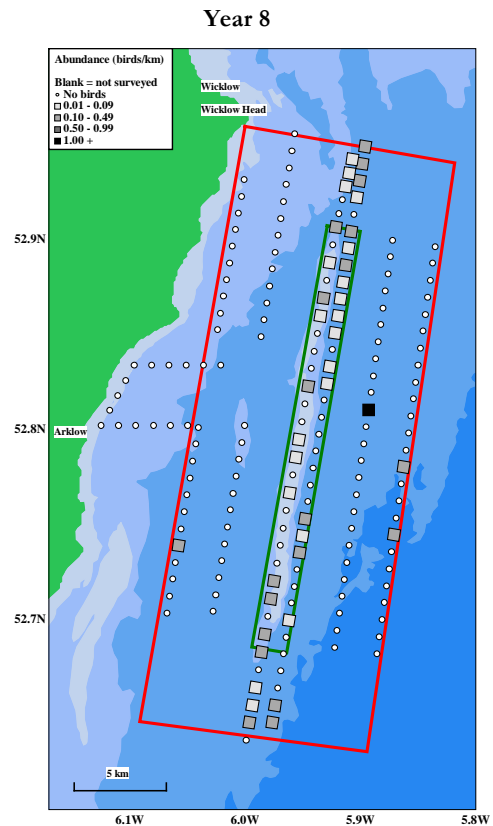 Year 8
Abundance (birds/km)
Blank = not surveyed
No birds
0.01 - 0.09
0.10 - 0.49
0.50 - 0.99
1.00 +
Wicklow
Wicklow Head
52.9N
52.8N
Arklow
52.7N
5 km
6.1W 6.0W 5.9W 5.8W